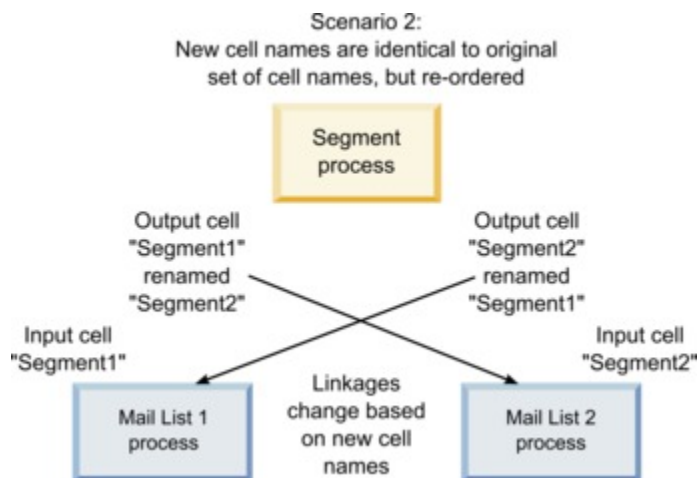 Scenario 2:
New cell names are identical to original
set of cell names, but re-ordered
Segment
process
Output cell
"Segment1"
renamed
"Segment2"
Output cell
"Segment2"
renamed
"Segment1"
Input cell
"Segment1"
Input cell
"Segment2"
Mail List 1
process
Linkages
change based
on new cell
names
Mail List 2
process